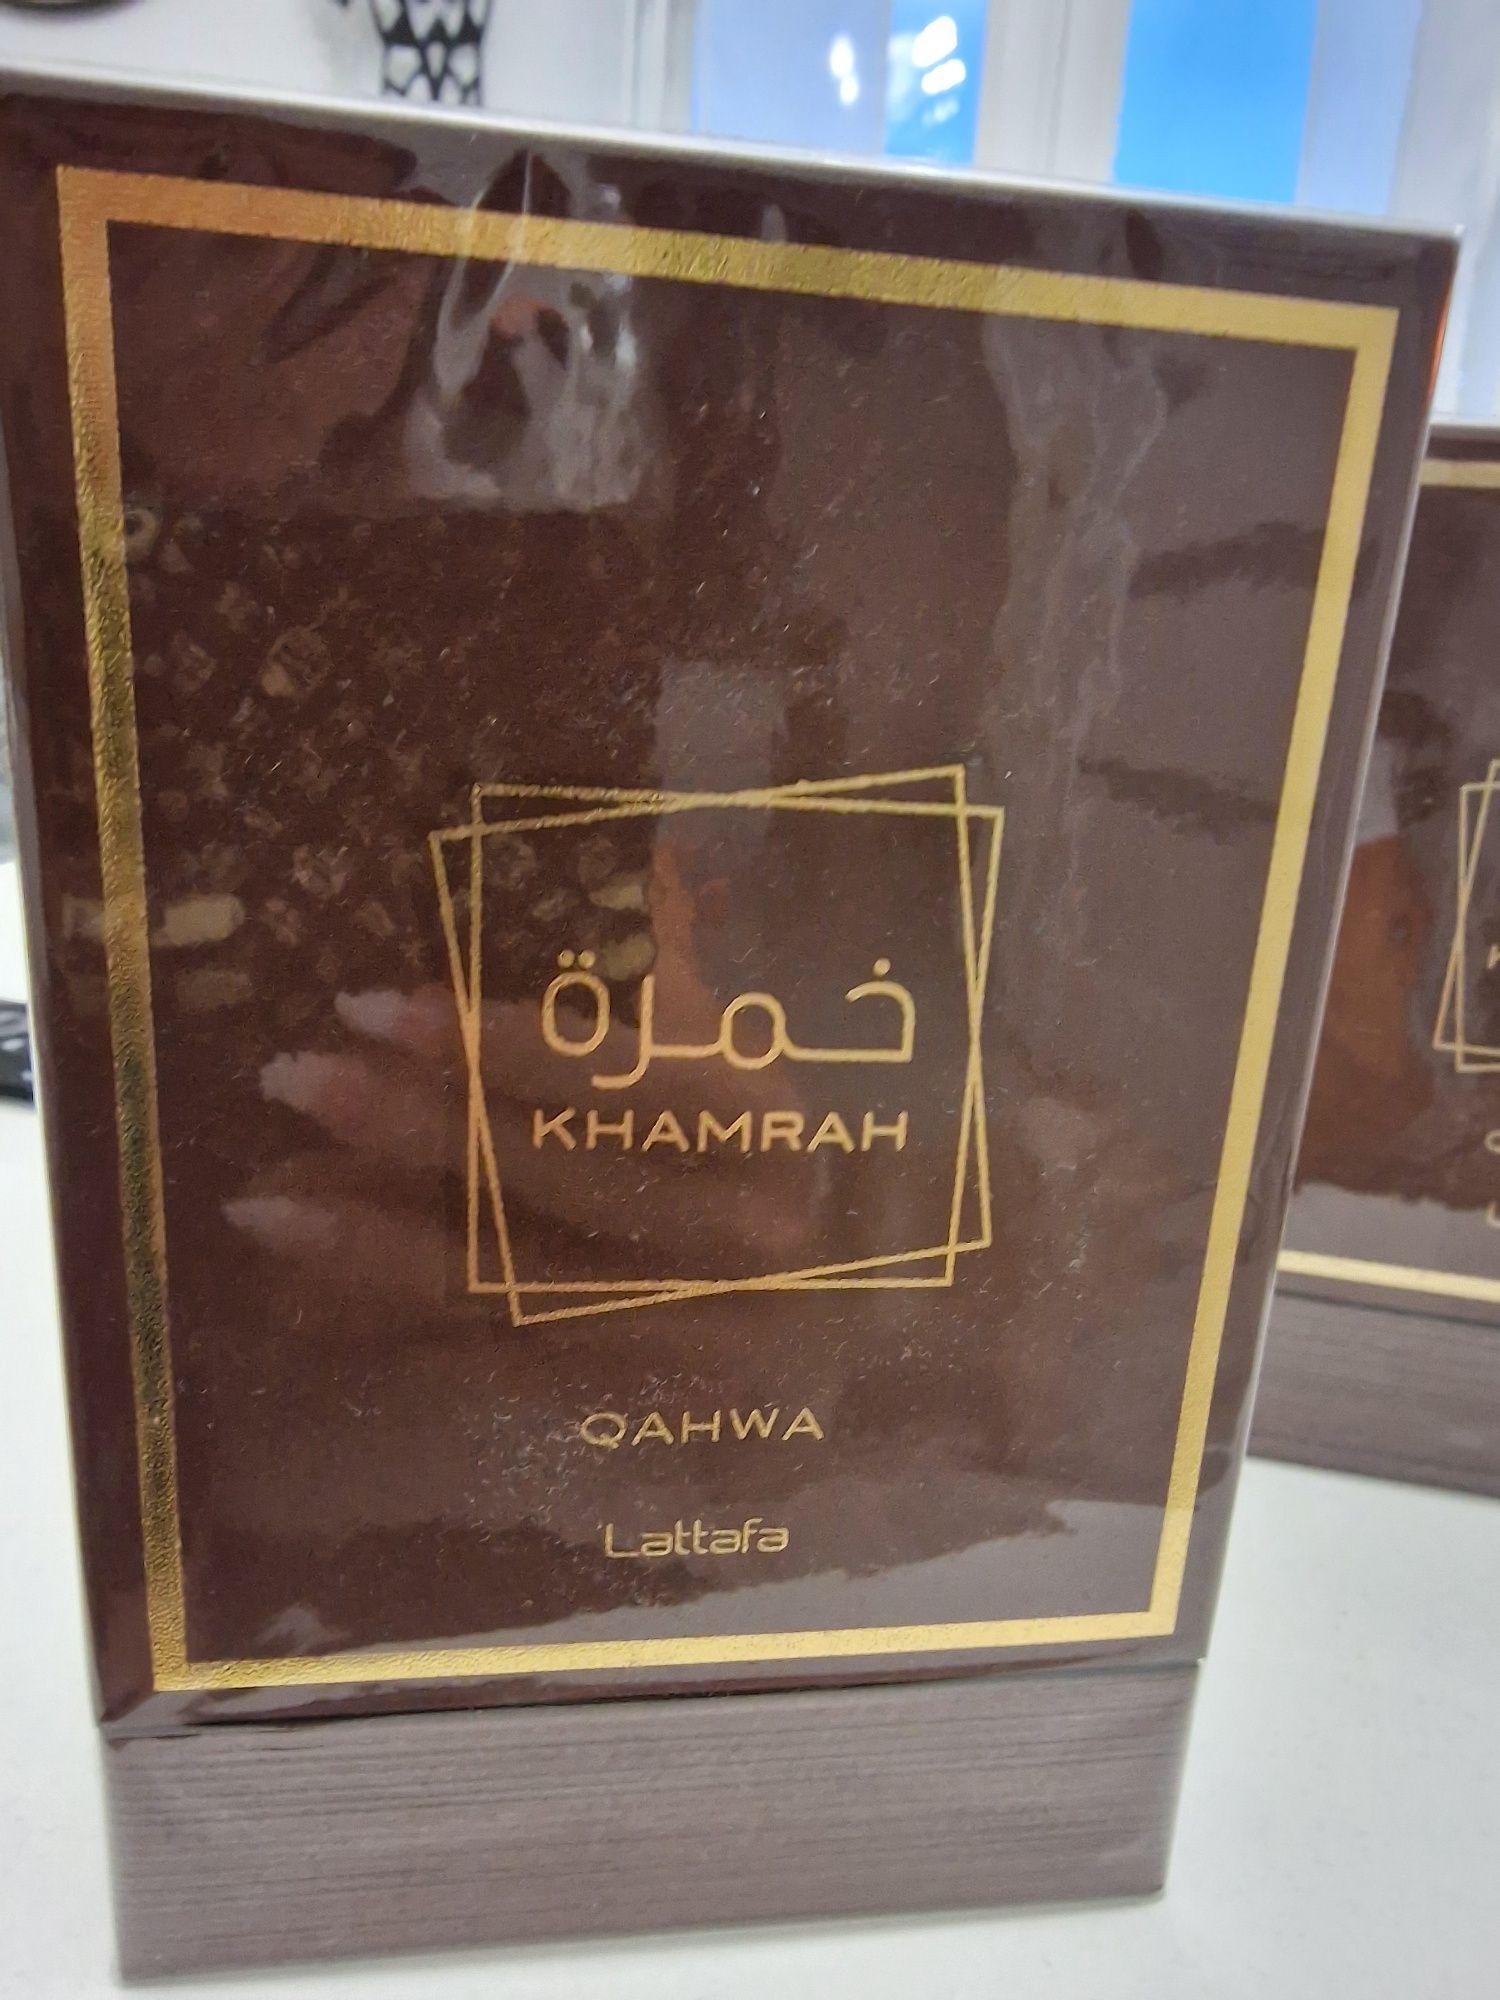 خمرة
KHAMRAH
QAHWA
Lattafa